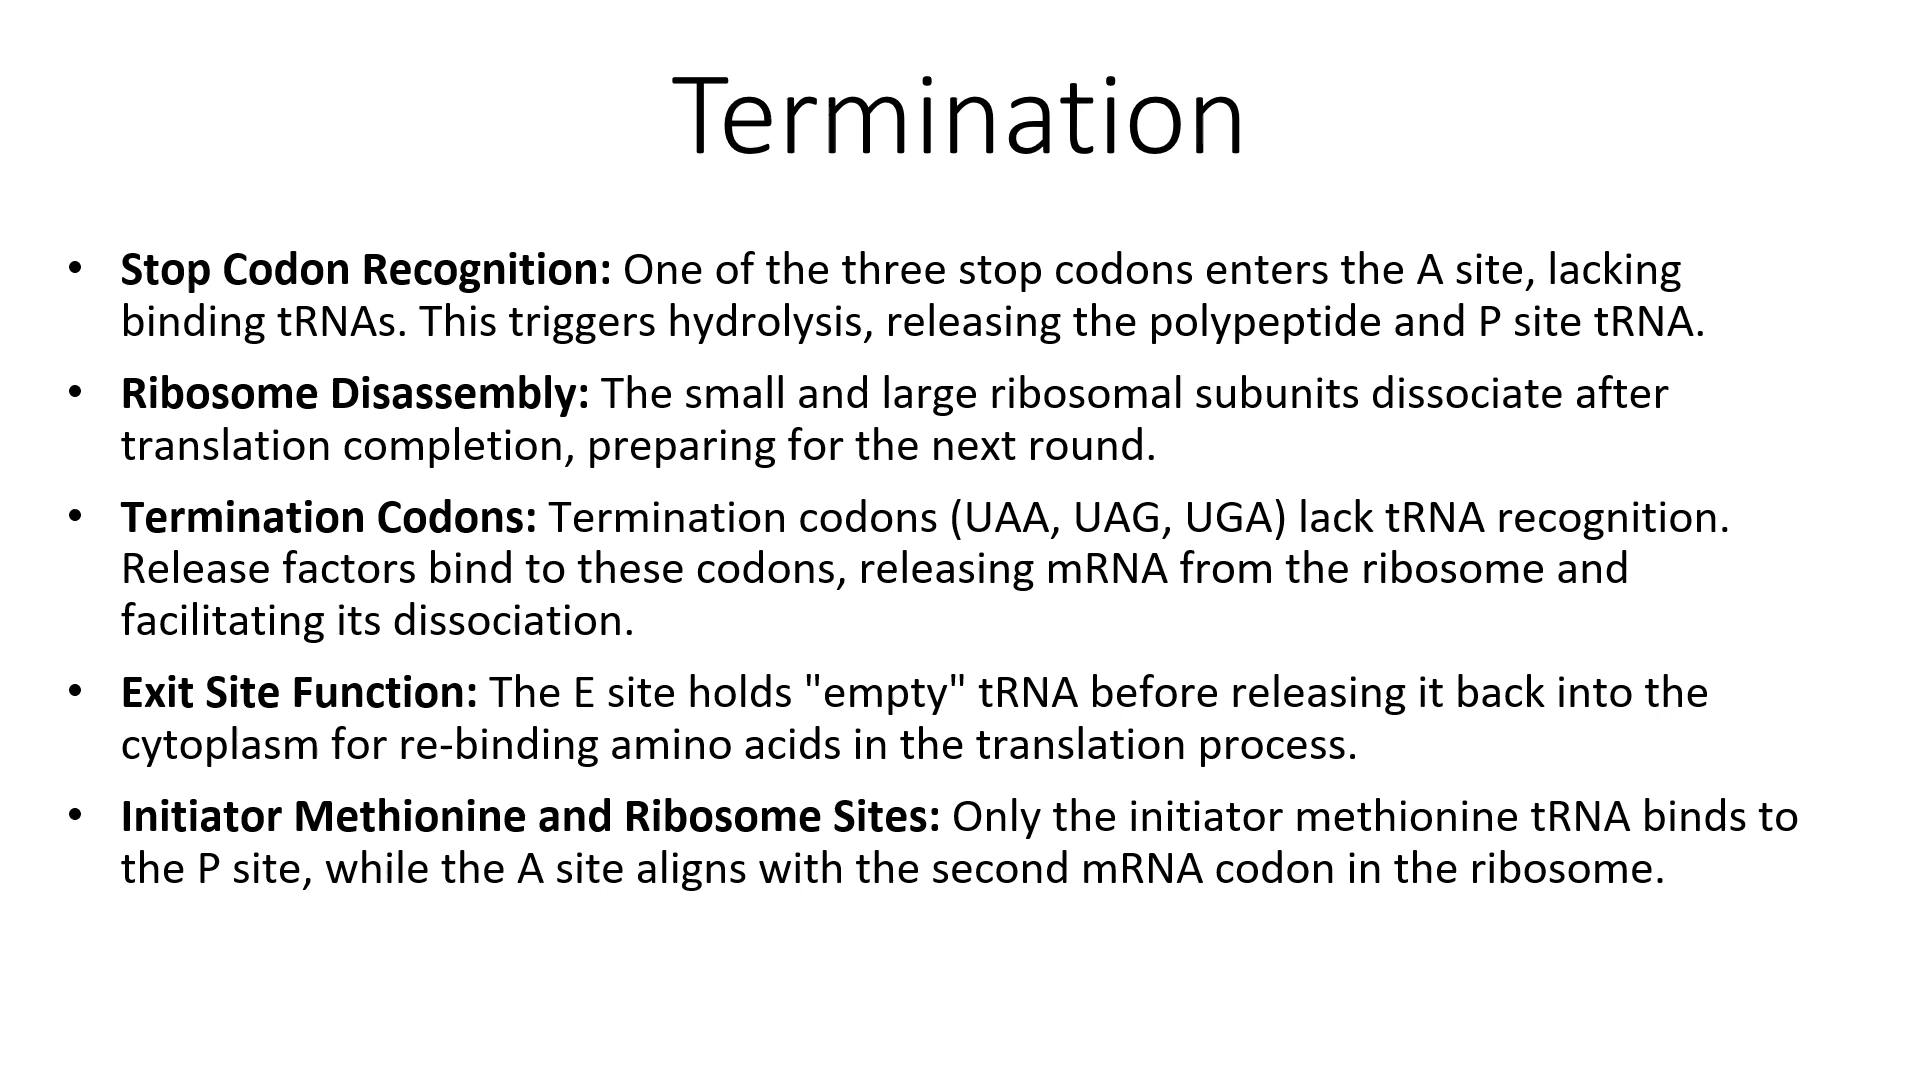 Termination
• Stop Codon Recognition: One of the three stop codons enters the A site, lacking
binding tRNAs. This triggers hydrolysis, releasing the polypeptide and P site tRNA.
• Ribosome Disassembly: The small and large ribosomal subunits dissociate after
translation completion, preparing for the next round.
• Termination Codons: Termination codons (UAA, UAG, UGA) lack tRNA recognition.
Release factors bind to these codons, releasing mRNA from the ribosome and
facilitating its dissociation.
• Exit Site Function: The E site holds "empty" tRNA before releasing it back into the
cytoplasm for re-binding amino acids in the translation process.
• Initiator Methionine and Ribosome Sites: Only the initiator methionine tRNA binds to
the P site, while the A site aligns with the second mRNA codon in the ribosome.